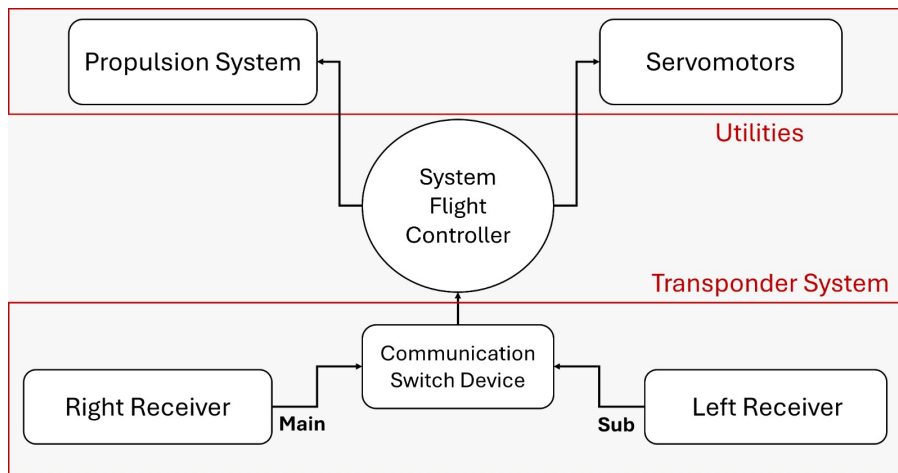 Propulsion System
Servomotors
Utilities
System
Flight
Controller
Transponder System
Communication
Switch Device
Right Receiver
Main
Sub
Left Receiver